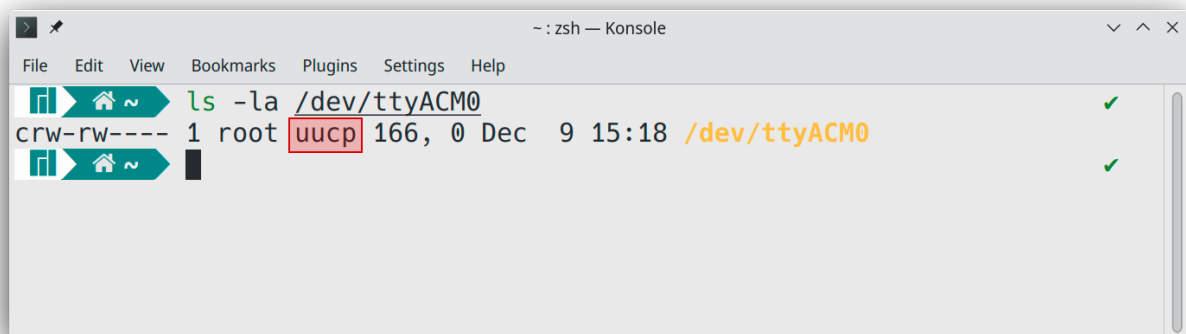 ~ : zsh — Konsole
File Edit View Bookmarks Plugins Settings Help
~ ls -la /dev/ttyACM0 ✔
crw-rw---- 1 root uucp 166, 0 Dec  9 15:18 /dev/ttyACM0
~ ✔